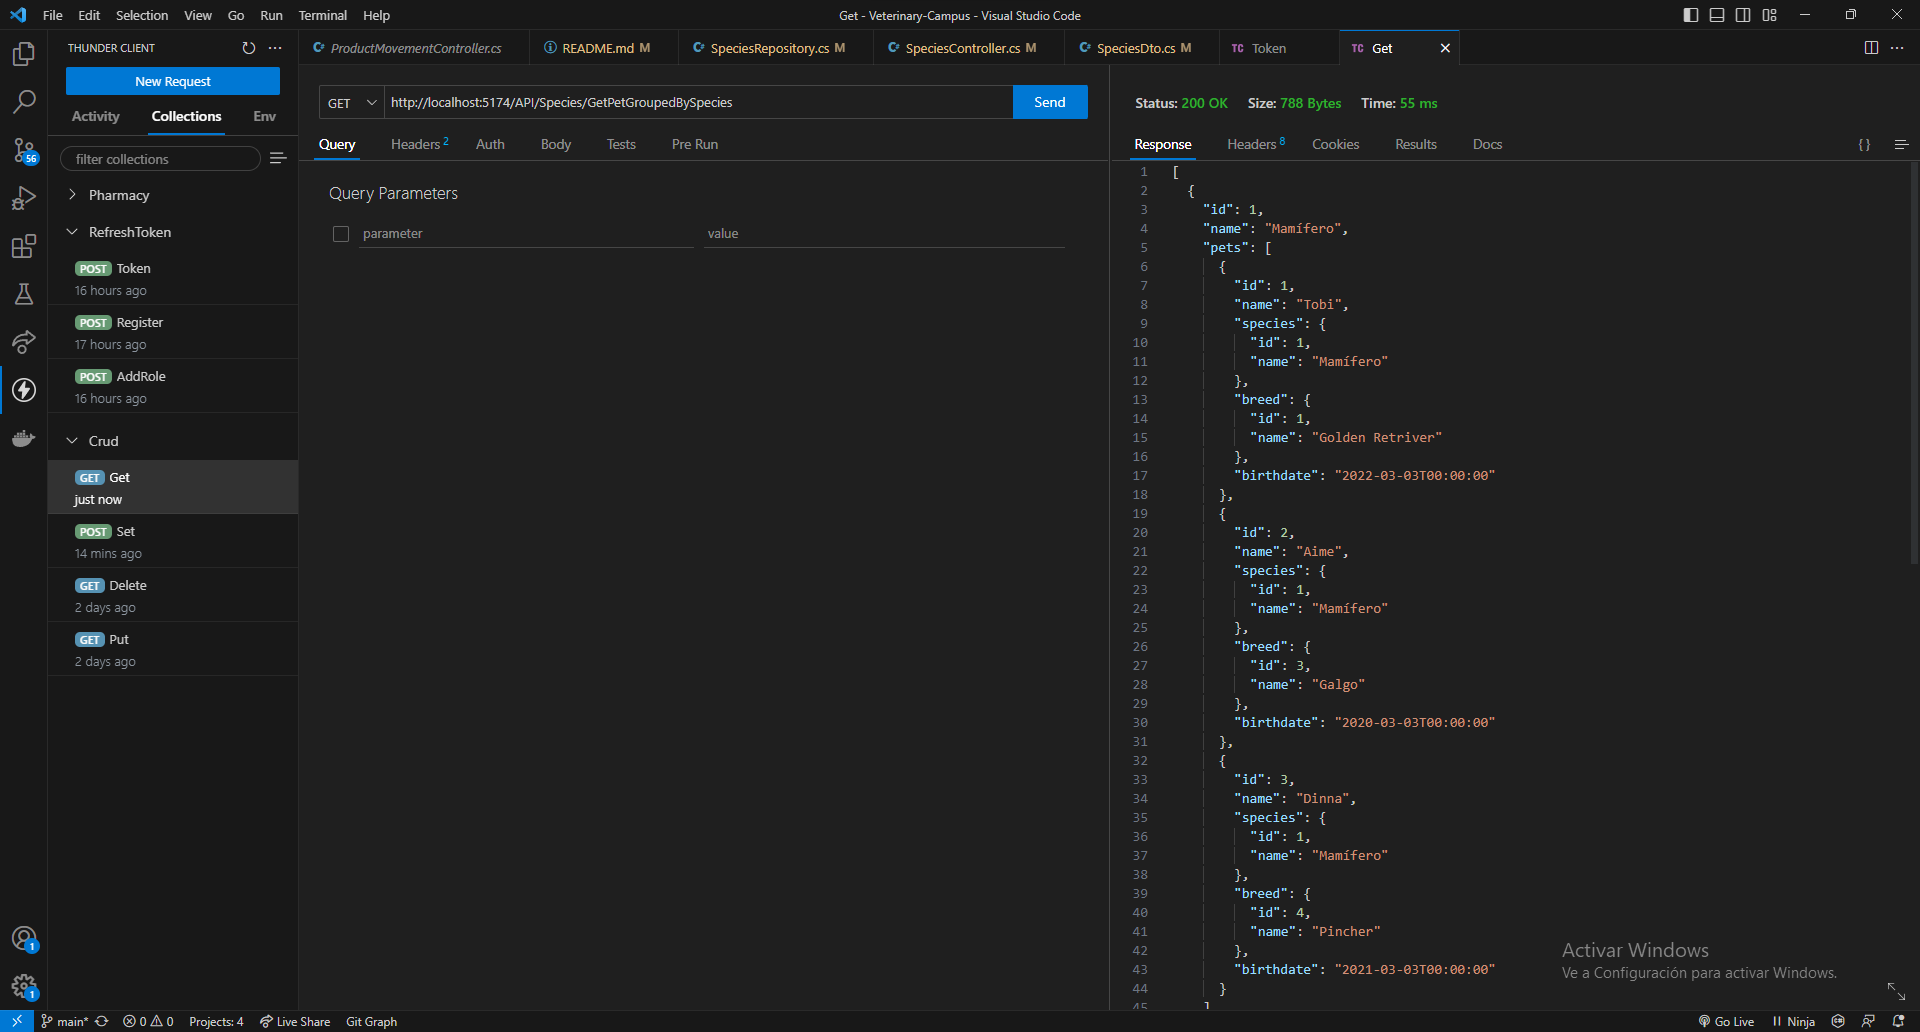 File Edit Selection View Go Run Terminal Help
Get - Veterinary-Campus - Visual Studio Code
THUNDER CLIENT
New Request
Activity Collections Env
filter collections
Pharmacy
RefreshToken
POST Token
16 hours ago
POST Register
17 hours ago
POST AddRole
16 hours ago
Crud
GET Get
just now
POST Set
14 mins ago
GET Delete
2 days ago
GET Put
2 days ago
ProductMovementController.cs
README.md M
SpeciesRepository.cs M
SpeciesController.cs M
SpeciesDto.cs M
TC Token
TC Get
GET http://localhost:5174/API/Species/GetPetGroupedBySpecies Send
Query Headers 2 Auth Body Tests Pre Run
Query Parameters
parameter value
Status: 200 OK Size: 788 Bytes Time: 55 ms
Response Headers 8 Cookies Results Docs {}
1 [
2 {
3 "id": 1,
4 "name": "Mamífero",
5 "pets": [
6 {
7 "id": 1,
8 "name": "Tobi",
9 "species": {
10 "id": 1,
11 "name": "Mamífero"
12 },
13 "breed": {
14 "id": 1,
15 "name": "Golden Retriver"
16 },
17 "birthdate": "2022-03-03T00:00:00"
18 },
19 {
20 "id": 2,
21 "name": "Aime",
22 "species": {
23 "id": 1,
24 "name": "Mamífero"
25 },
26 "breed": {
27 "id": 3,
28 "name": "Galgo"
29 },
30 "birthdate": "2020-03-03T00:00:00"
31 },
32 {
33 "id": 3,
34 "name": "Dinna",
35 "species": {
36 "id": 1,
37 "name": "Mamífero"
38 },
39 "breed": {
40 "id": 4,
41 "name": "Pincher"
42 },
43 "birthdate": "2021-03-03T00:00:00"
44 }
45 ]
Activar Windows
Ve a Configuración para activar Windows.
56
1
1
main* 0 0 Projects: 4 Live Share Git Graph
Go Live Ninja